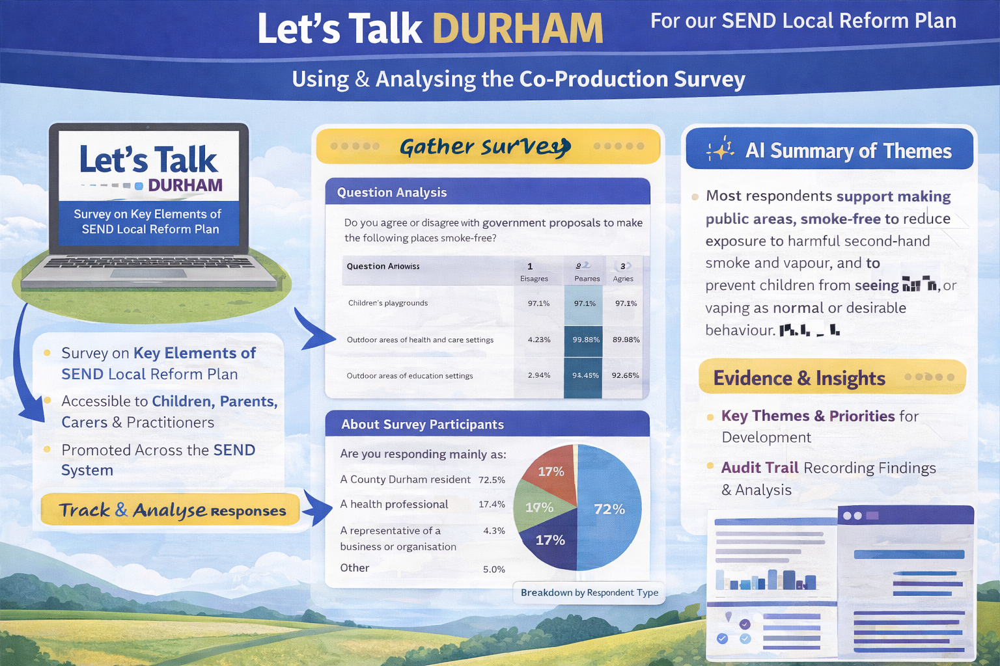 Let's Talk DURHAM
For our SEND Local Reform Plan
Using & Analysing the Co-Production Survey
Let's Talk
DURHAM
Survey on Key Elements of
SEND Local Reform Plan
Survey on Key Elements of
SEND Local Reform Plan
Accessible to Children, Parents,
Carers & Practitioners
Promoted Across the SEND
System
Track & Analyse Responses
Gather survey
Question Analysis
Do you agree or disagree with government proposals to make
the following places smoke-free?
Question Anowiss 1 3
Eisagres Pearres Agnes
Children's playgrounds 97.1% 97.1% 97.1%
Outdoor arees of health and care settings 4.23% 99.88% 89.98%
Outdoor areas of education settings 2.94% 94.45% 92.65%
About Survey Participants
Are you responding mainly as:
A County Durham resident 72.5%
A health professional 17.4%
A representative of a 4.3%
business or organisation
Other 5.0%
17%
17%
72%
17%
Breakdown by Respondent Type
AI Summary of Themes
Most respondents support making
public areas, smoke-free to reduce
exposure to harmful second-hand
smoke and vapour, and to
prevent children from seeing , or
vaping as normal or desirable
behaviour.
Evidence & Insights
Key Themes & Priorities for
Development
Audit Trail Recording Findings
& Analysis